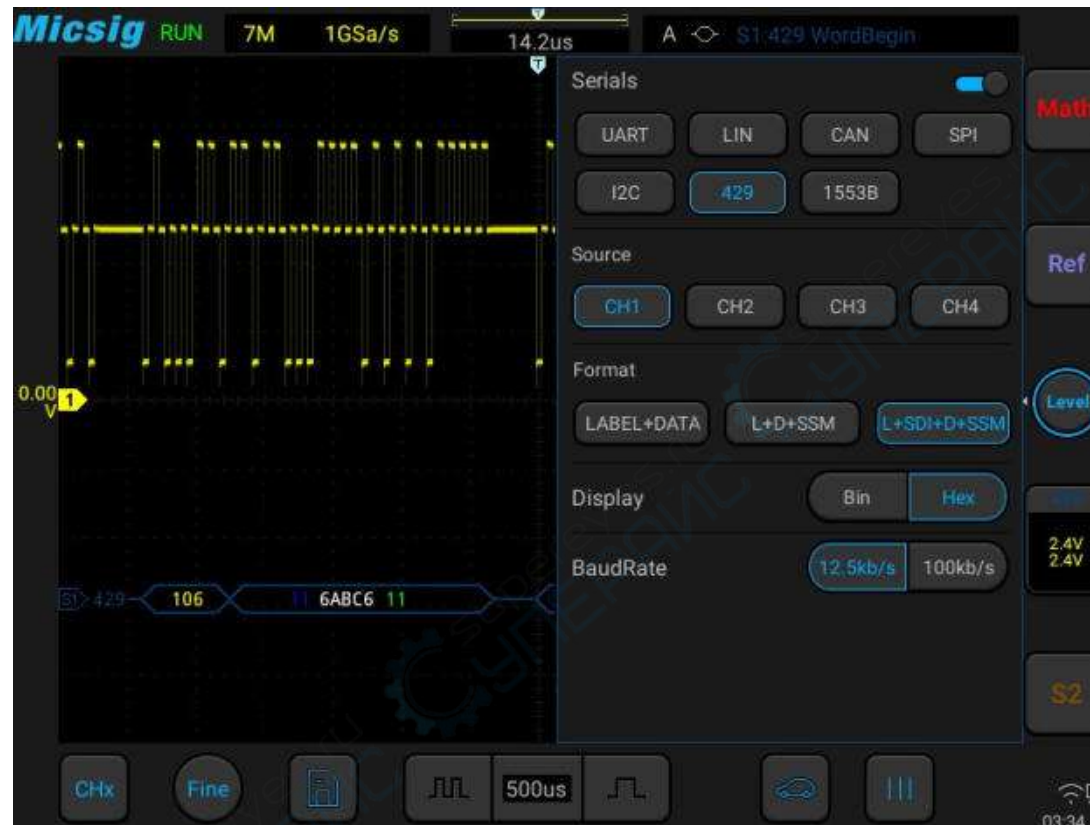 Micsig RUN 7M 1GSa/s 14.2us A S1:429 WordBegin
T
T
Serials
Math
UART LIN CAN SPI
I2C 429 1553B
Source
Ref
CH1 CH2 CH3 CH4
Format
0.00 V 1
Level
LABEL+DATA L+D+SSM L+SDI+D+SSM
Display Bin Hex
2.4V
2.4V
BaudRate 12.5kb/s 100kb/s
S1 429 106 11 6ABC6 11
S2
CHx Fine 500us
03:34